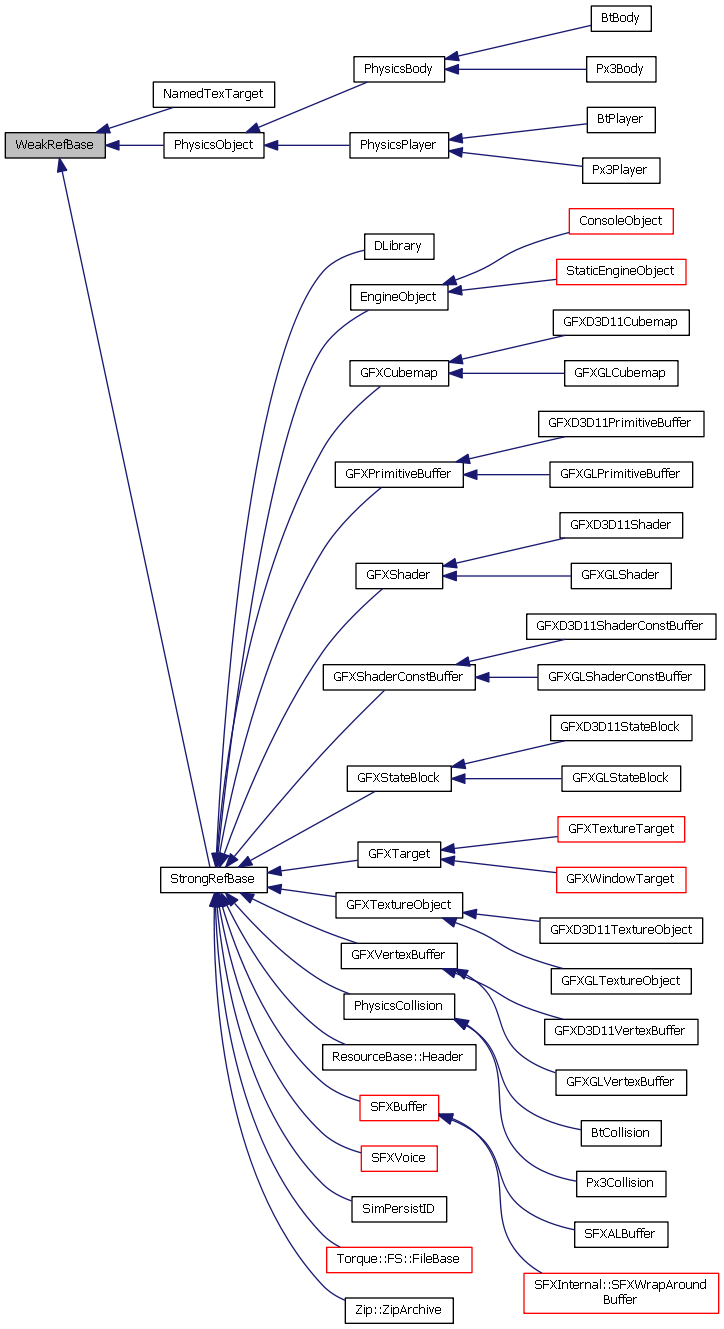 BtBody
PhysicsBody
Px3Body
NamedTexTarget
WeakRefBase
PhysicsObject
PhysicsPlayer
BtPlayer
Px3Player
ConsoleObject
DLibrary
StaticEngineObject
EngineObject
GFXD3D11Cubemap
GFXCubemap
GFXGLCubemap
GFXD3D11PrimitiveBuffer
GFXPrimitiveBuffer
GFXGLPrimitiveBuffer
GFXD3D11Shader
GFXShader
GFXGLShader
GFXD3D11ShaderConstBuffer
GFXShaderConstBuffer
GFXGLShaderConstBuffer
GFXD3D11StateBlock
GFXStateBlock
GFXGLStateBlock
GFXTextureTarget
GFXTarget
StrongRefBase
GFXWindowTarget
GFXTextureObject
GFXD3D11TextureObject
GFXVertexBuffer
GFXGLTextureObject
PhysicsCollision
GFXD3D11VertexBuffer
ResourceBase::Header
GFXGLVertexBuffer
SFXBuffer
BtCollision
SFXVoice
Px3Collision
SimPersistID
SFXALBuffer
Torque::FS::FileBase
SFXInternal::SFXWrapAround
Buffer
Zip::ZipArchive